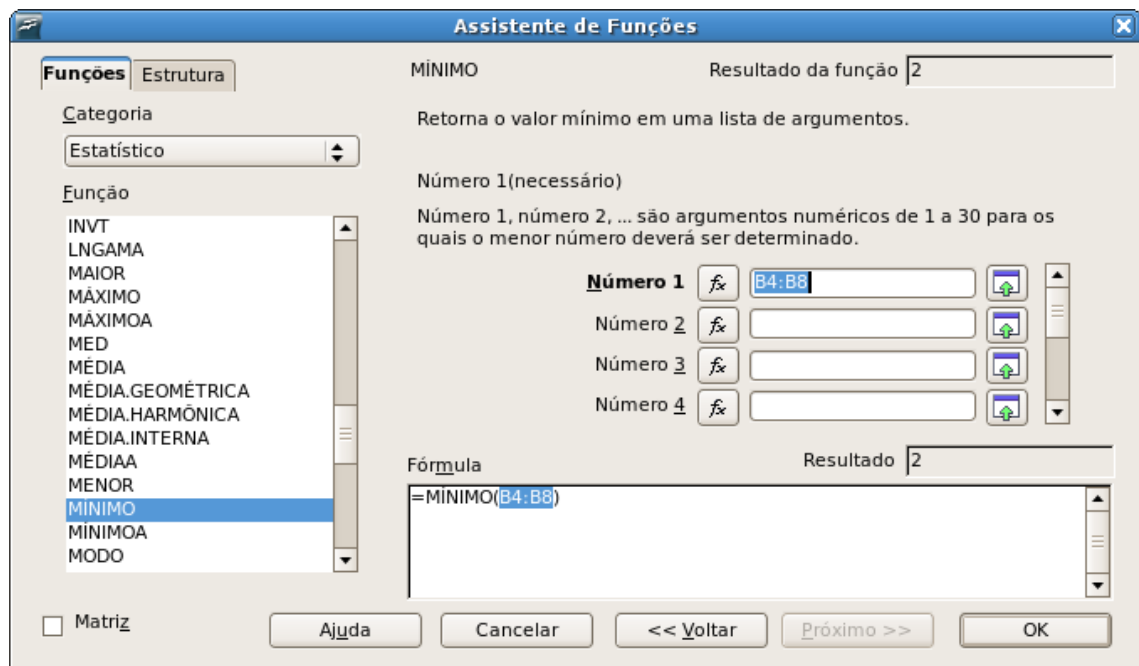 Assistente de Funções
Funções
Estrutura
Categoria
Estatístico
Função
INVT
LNGAMA
MAIOR
MÁXIMO
MÁXIMOA
MED
MÉDIA
MÉDIA.GEOMÉTRICA
MÉDIA.HARMÔNICA
MÉDIA.INTERNA
MÉDIAA
MENOR
MÍNIMO
MÍNIMOA
MODO
Matriz
MÍNIMO
Resultado da função 2
Retorna o valor mínimo em uma lista de argumentos.
Número 1(necessário)
Número 1, número 2, ... são argumentos numéricos de 1 a 30 para os
quais o menor número deverá ser determinado.
Número 1 fx B4:B8
Número 2 fx
Número 3 fx
Número 4 fx
Fórmula
Resultado 2
=MÍNIMO(B4:B8)
Ajuda
Cancelar
<< Voltar
Próximo >>
OK